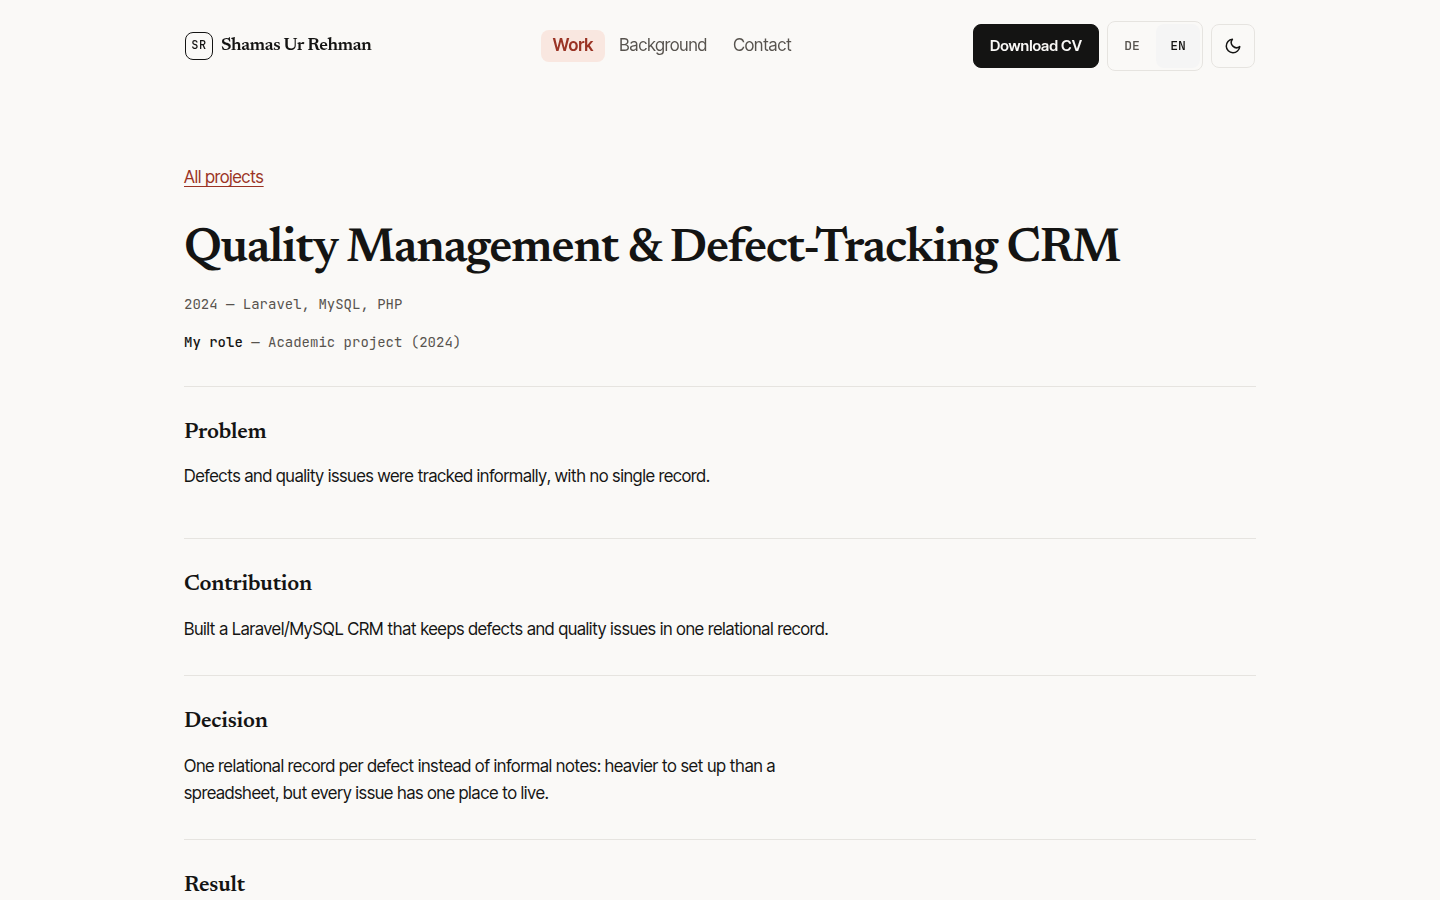 SR Shamas Ur Rehman Work Background Contact Download CV DE EN
All projects
Quality Management & Defect-Tracking CRM
2024 — Laravel, MySQL, PHP
My role — Academic project (2024)
Problem
Defects and quality issues were tracked informally, with no single record.
Contribution
Built a Laravel/MySQL CRM that keeps defects and quality issues in one relational record.
Decision
One relational record per defect instead of informal notes: heavier to set up than a
spreadsheet, but every issue has one place to live.
Result